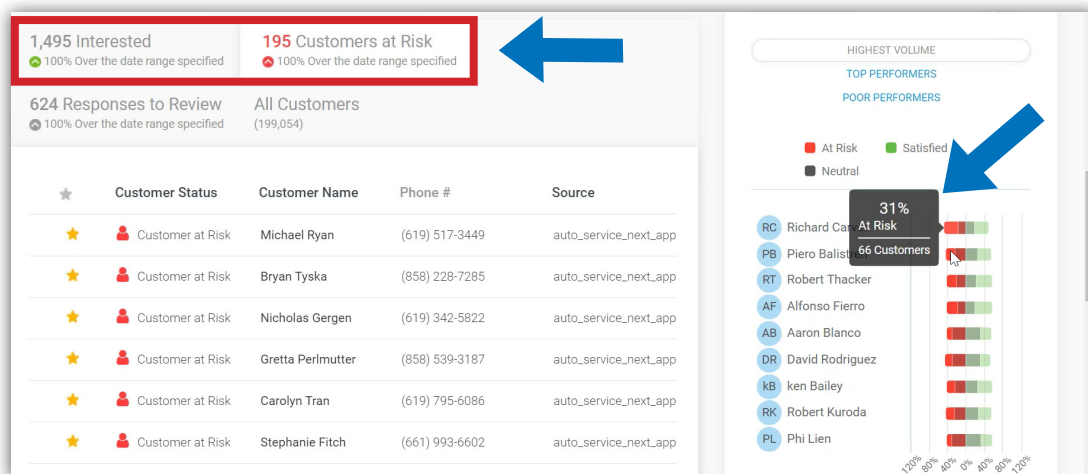 1,495 Interested
100% Over the date range specified
195 Customers at Risk
100% Over the date range specified
624 Responses to Review
100% Over the date range specified
All Customers
(199,054)
Customer Status Customer Name Phone # Source
Customer at Risk Michael Ryan (619) 517-3449 auto_service_next_app
Customer at Risk Bryan Tyska (858) 228-7285 auto_service_next_app
Customer at Risk Nicholas Gergen (619) 342-5822 auto_service_next_app
Customer at Risk Gretta Perlmutter (858) 539-3187 auto_service_next_app
Customer at Risk Carolyn Tran (619) 795-6086 auto_service_next_app
Customer at Risk Stephanie Fitch (661) 993-6602 auto_service_next_app
HIGHEST VOLUME
TOP PERFORMERS
POOR PERFORMERS
At Risk Satisfied
Neutral
31%
At Risk
66 Customers
RC Richard
PB Piero
RT Robert Thacker
AF Alfonso Fierro
AB Aaron Blanco
DR David Rodriguez
kB ken Bailey
RK Robert Kuroda
PL Phi Lien
120% 80% 40% 40% 80% 120%